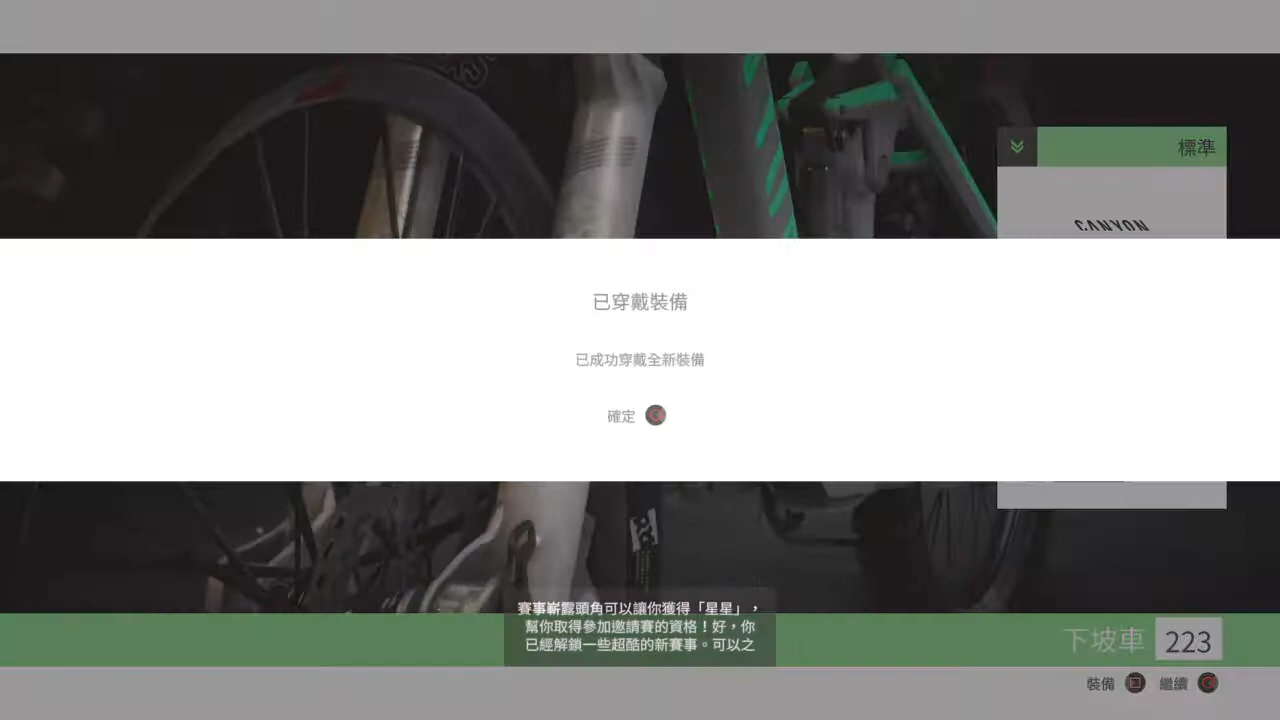 標準
CANYON
已穿戴裝備
已成功穿戴全新裝備
確定
賽事嶄露頭角可以讓你獲得「星星」，
幫你取得參加邀請賽的資格！好，你
已經解鎖一些超酷的新賽事。可以之
下坡車 223
裝備 繼續